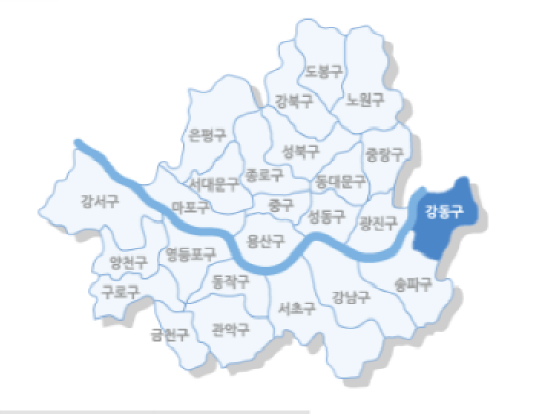 도봉구
강북구
노원구
은평구
성북구
중랑구
종로구
서대문구
동대문구
강서구
마포구
중구
성동구
광진구
강동구
용산구
영등포구
양천구
동작구
송파구
구로구
강남구
서초구
금천구
관악구